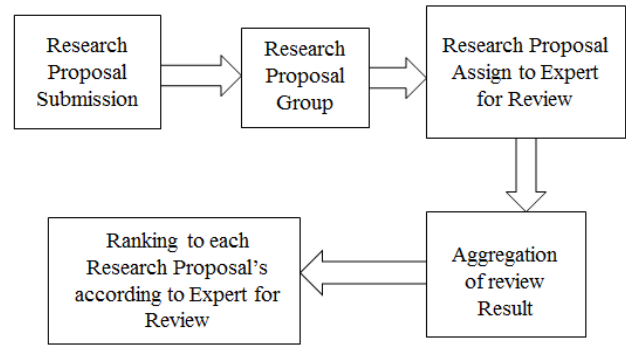 Research
Proposal
Submission
Research
Proposal
Group
Research Proposal
Assign to Expert
for Review
Aggregation
of review
Result
Ranking to each
Research Proposal's
according to Expert for
Review